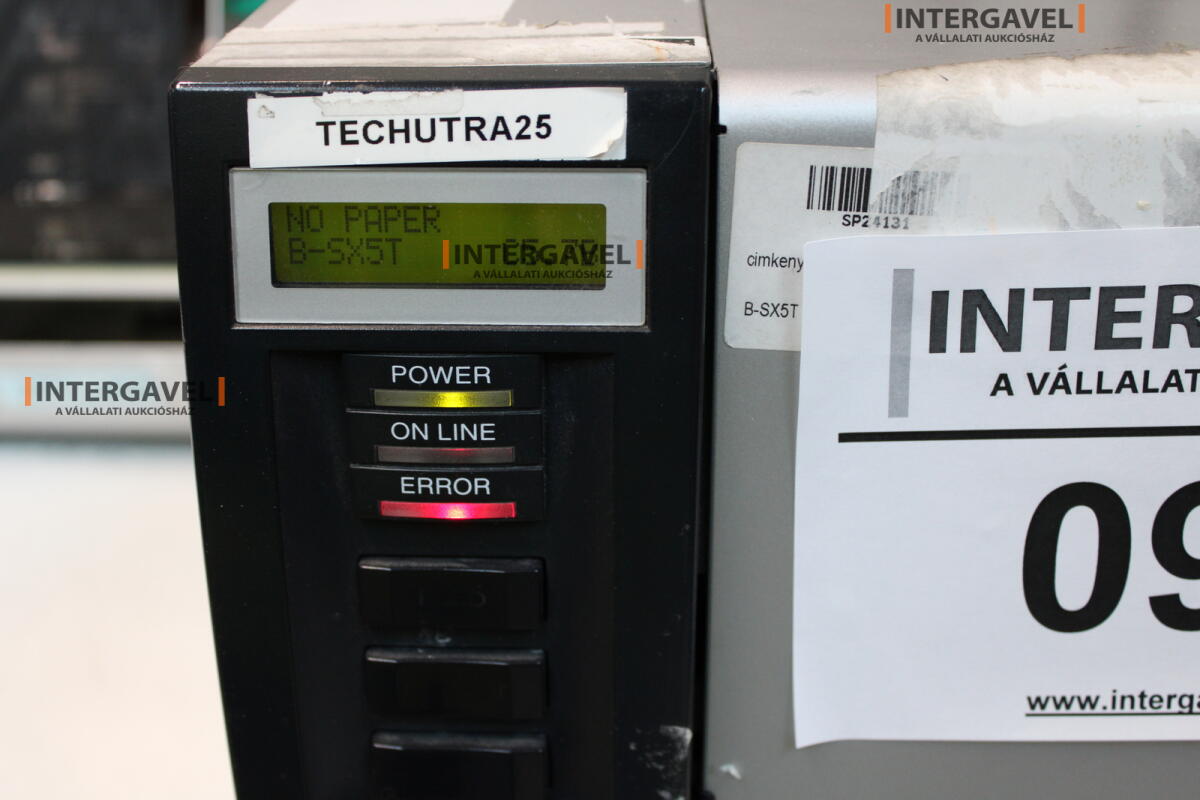 INTERGAVEL
A VÁLLALATI AUKCIÓSHÁZ
TECHUTRA25
NO PAPER
B-SX5T
INTERGAVEL
A VÁLLALATI AUKCIÓSHÁZ
SP24131
cimkeny
B-SX5T
INTER
A VÁLLALAT
POWER
INTERGAVEL
A VÁLLALATI AUKCIÓSHÁZ
ON LINE
ERROR
09
www.interga